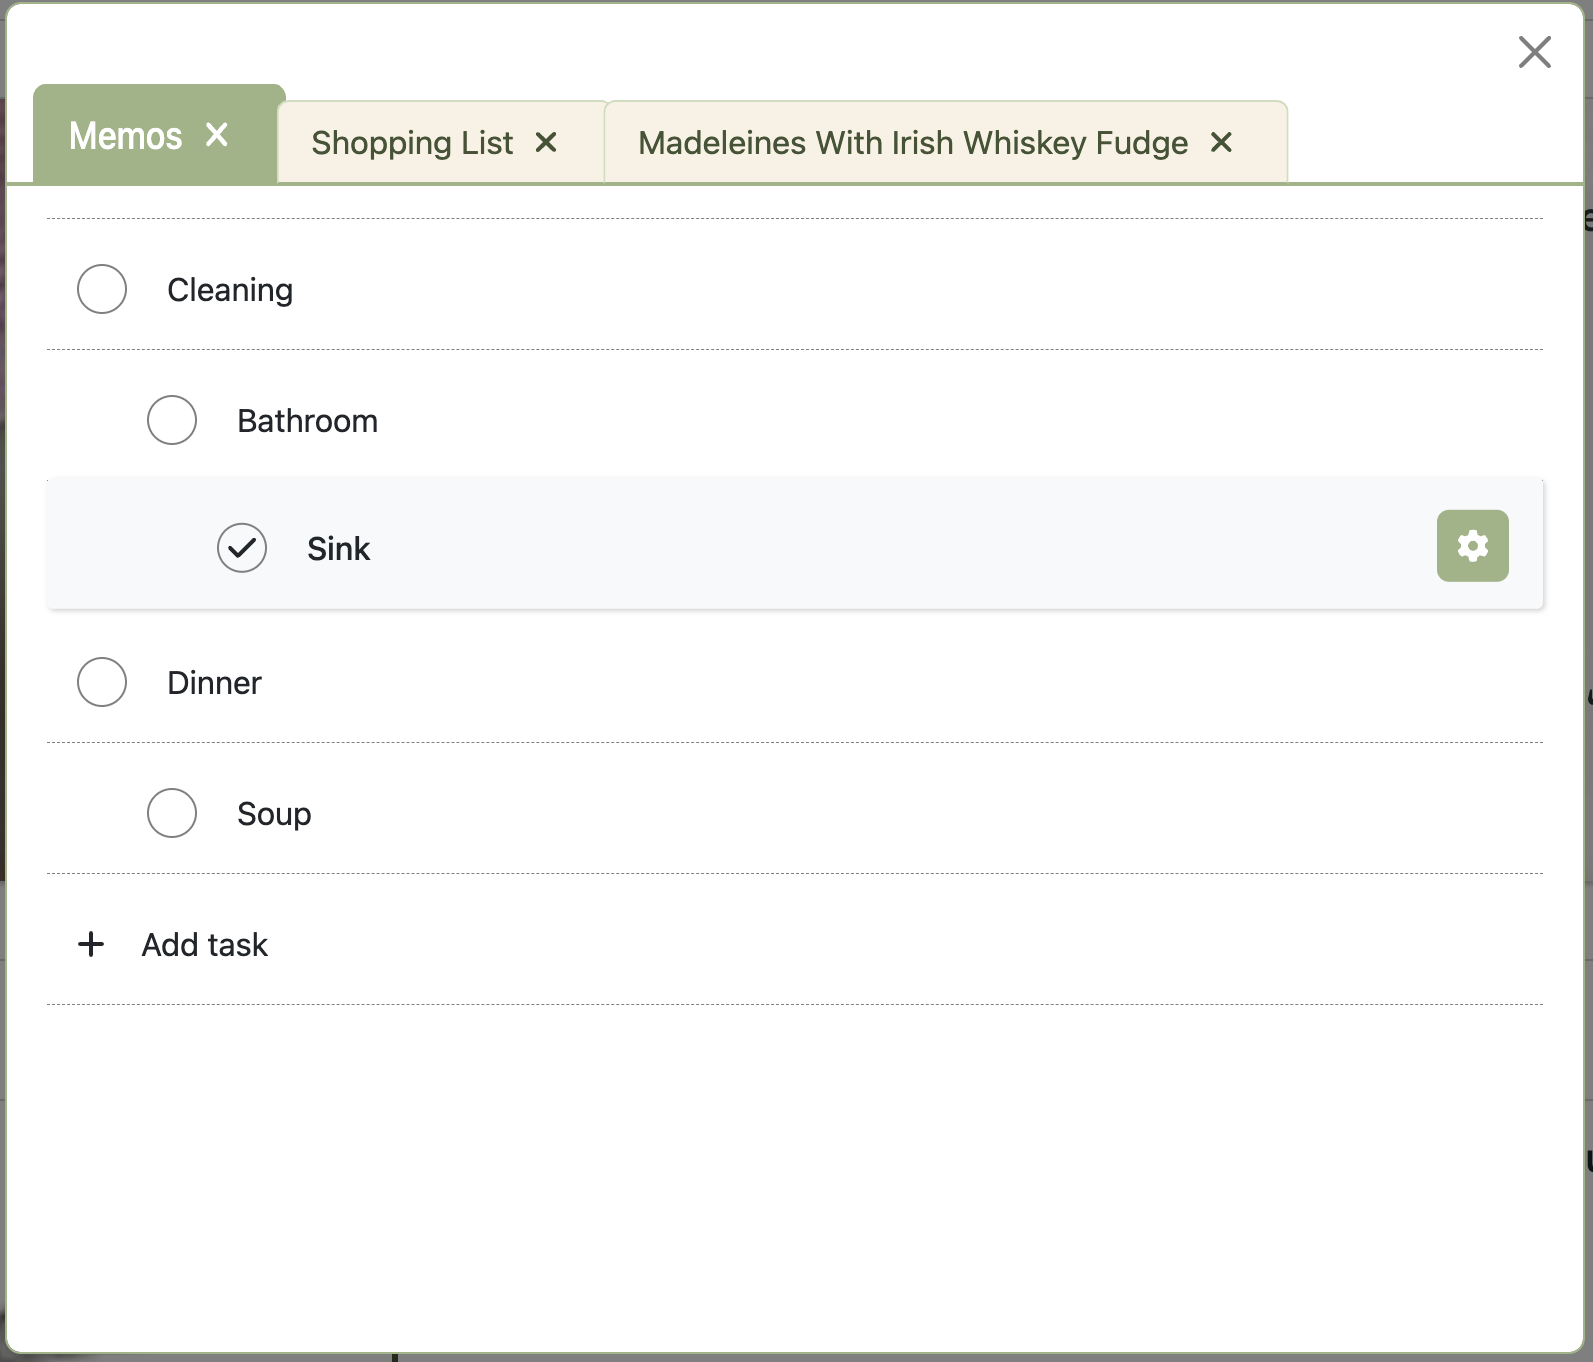 Memos
Shopping List
Madeleines With Irish Whiskey Fudge
Cleaning
Bathroom
Sink
Dinner
Soup
Add task